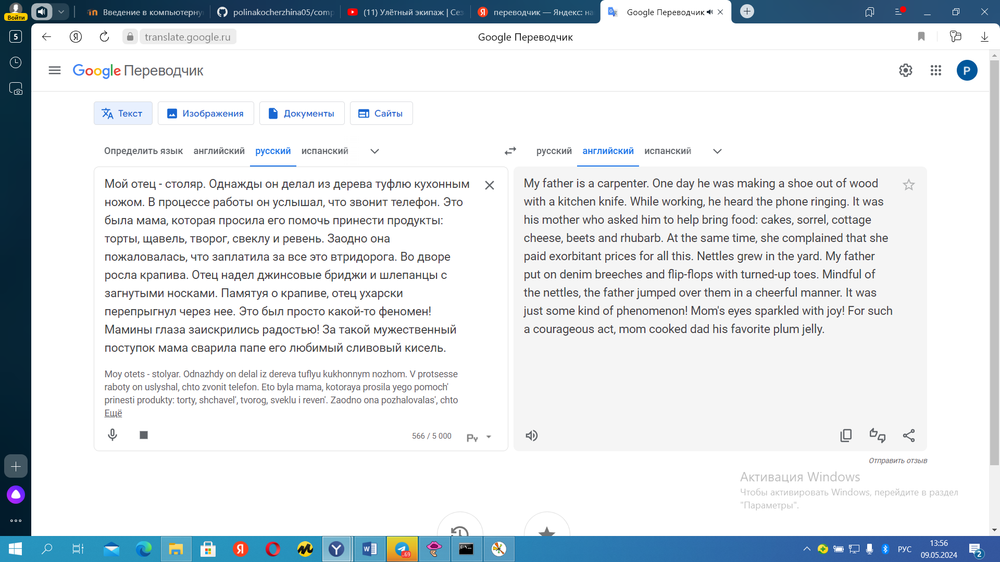 Войти
Введение в компьютерну
polinakocherzhina05/comp
(11) Улётный экипаж | Сез
переводчик — Яндекс: на
Google Переводчик
5
translate.google.ru
Google Переводчик
Google Переводчик
P
Текст
Изображения
Документы
Сайты
Определить язык
английский
русский
испанский
русский
английский
испанский
Мой отец - столяр. Однажды он делал из дерева туфлю кухонным
ножом. В процессе работы он услышал, что звонит телефон. Это
была мама, которая просила его помочь принести продукты:
торты, щавель, творог, свеклу и ревень. Заодно она
пожаловалась, что заплатила за все это втридорога. Во дворе
росла крапива. Отец надел джинсовые бриджи и шлепанцы с
загнутыми носками. Памятуя о крапиве, отец ухарски
перепрыгнул через нее. Это был просто какой-то феномен!
Мамины глаза заискрились радостью! За такой мужественный
поступок мама сварила папе его любимый сливовый кисель.
Moy otets - stolyar. Odnazhdy on delal iz dereva tuflyu kukhonnym nozhom. V protsesse
raboty on uslyshal, chto zvonit telefon. Eto byla mama, kotoraya prosila yego pomoch'
prinesti produkty: torty, shchavel', tvorog, sveklu i reven'. Zaodno ona pozhalovalas', chto
Ещё
566 / 5 000
Ру
My father is a carpenter. One day he was making a shoe out of wood
with a kitchen knife. While working, he heard the phone ringing. It was
his mother who asked him to help bring food: cakes, sorrel, cottage
cheese, beets and rhubarb. At the same time, she complained that she
paid exorbitant prices for all this. Nettles grew in the yard. My father
put on denim breeches and flip-flops with turned-up toes. Mindful of
the nettles, the father jumped over them in a cheerful manner. It was
just some kind of phenomenon! Mom's eyes sparkled with joy! For such
a courageous act, mom cooked dad his favorite plum jelly.
Отправить отзыв
Активация Windows
Чтобы активировать Windows, перейдите в раздел
"Параметры".
..69
РУС
13:56
09.05.2024
2